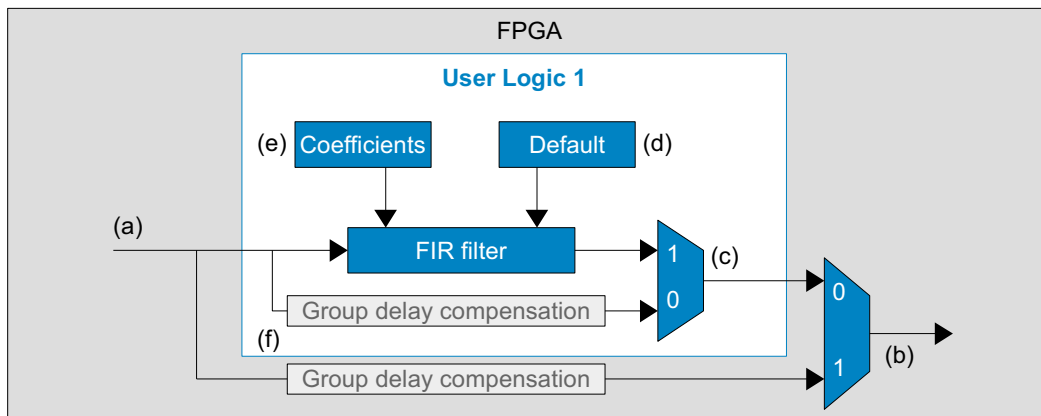 FPGA
User Logic 1
(e)
Coefficients
Default
(d)
(a)
FIR filter
1
(c)
0
0
Group delay compensation
(f)
(b)
1
Group delay compensation